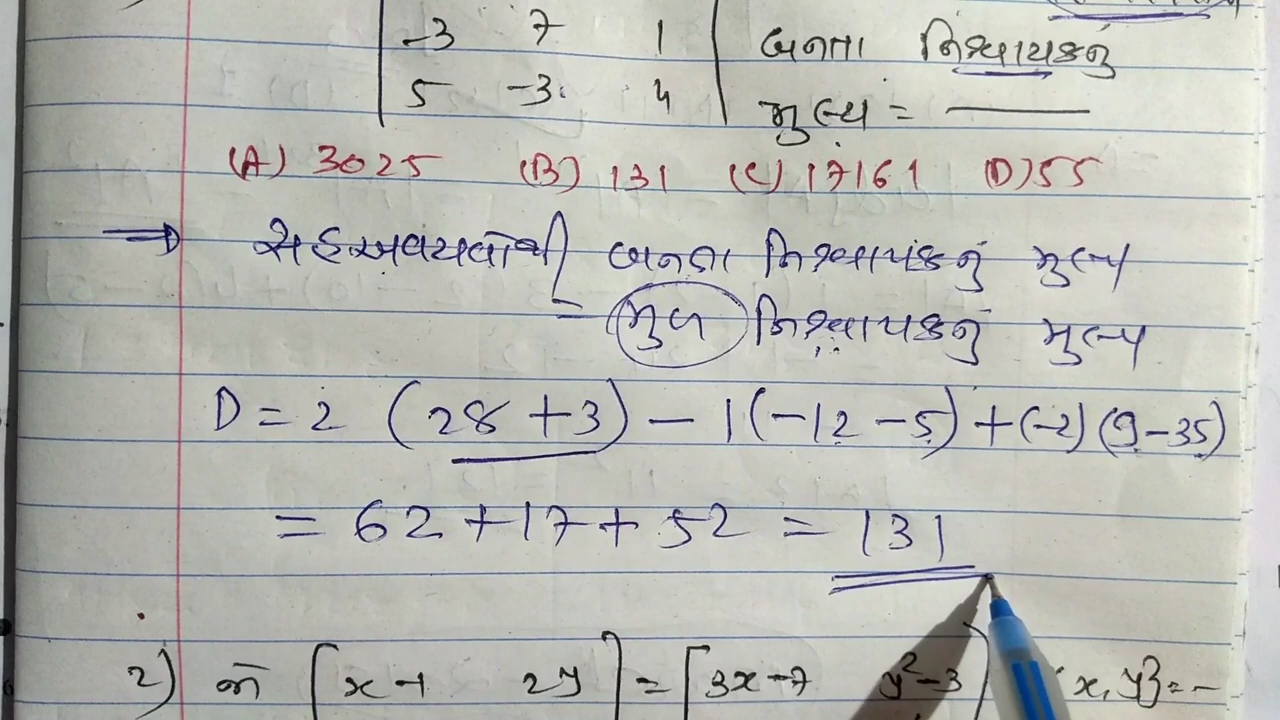 -3 7 1 બનતા નિશ્ચાયકનું
5 -3 4 મુલ્ય =
(A) 3025 (B) 131 (C) 17161 D) 55
⇒ સહઅવયવોથી બનતા નિશ્ચાયકનું મુલ્ય
= મુળ નિશ્ચાયકનું મુલ્ય
D = 2 (28 + 3) - 1(-12 - 5) + (-2) (9 - 35)
= 62 + 17 + 52 = 131
2) જો [x-1 2y] = [3x-7 y²-3 x, y} = -